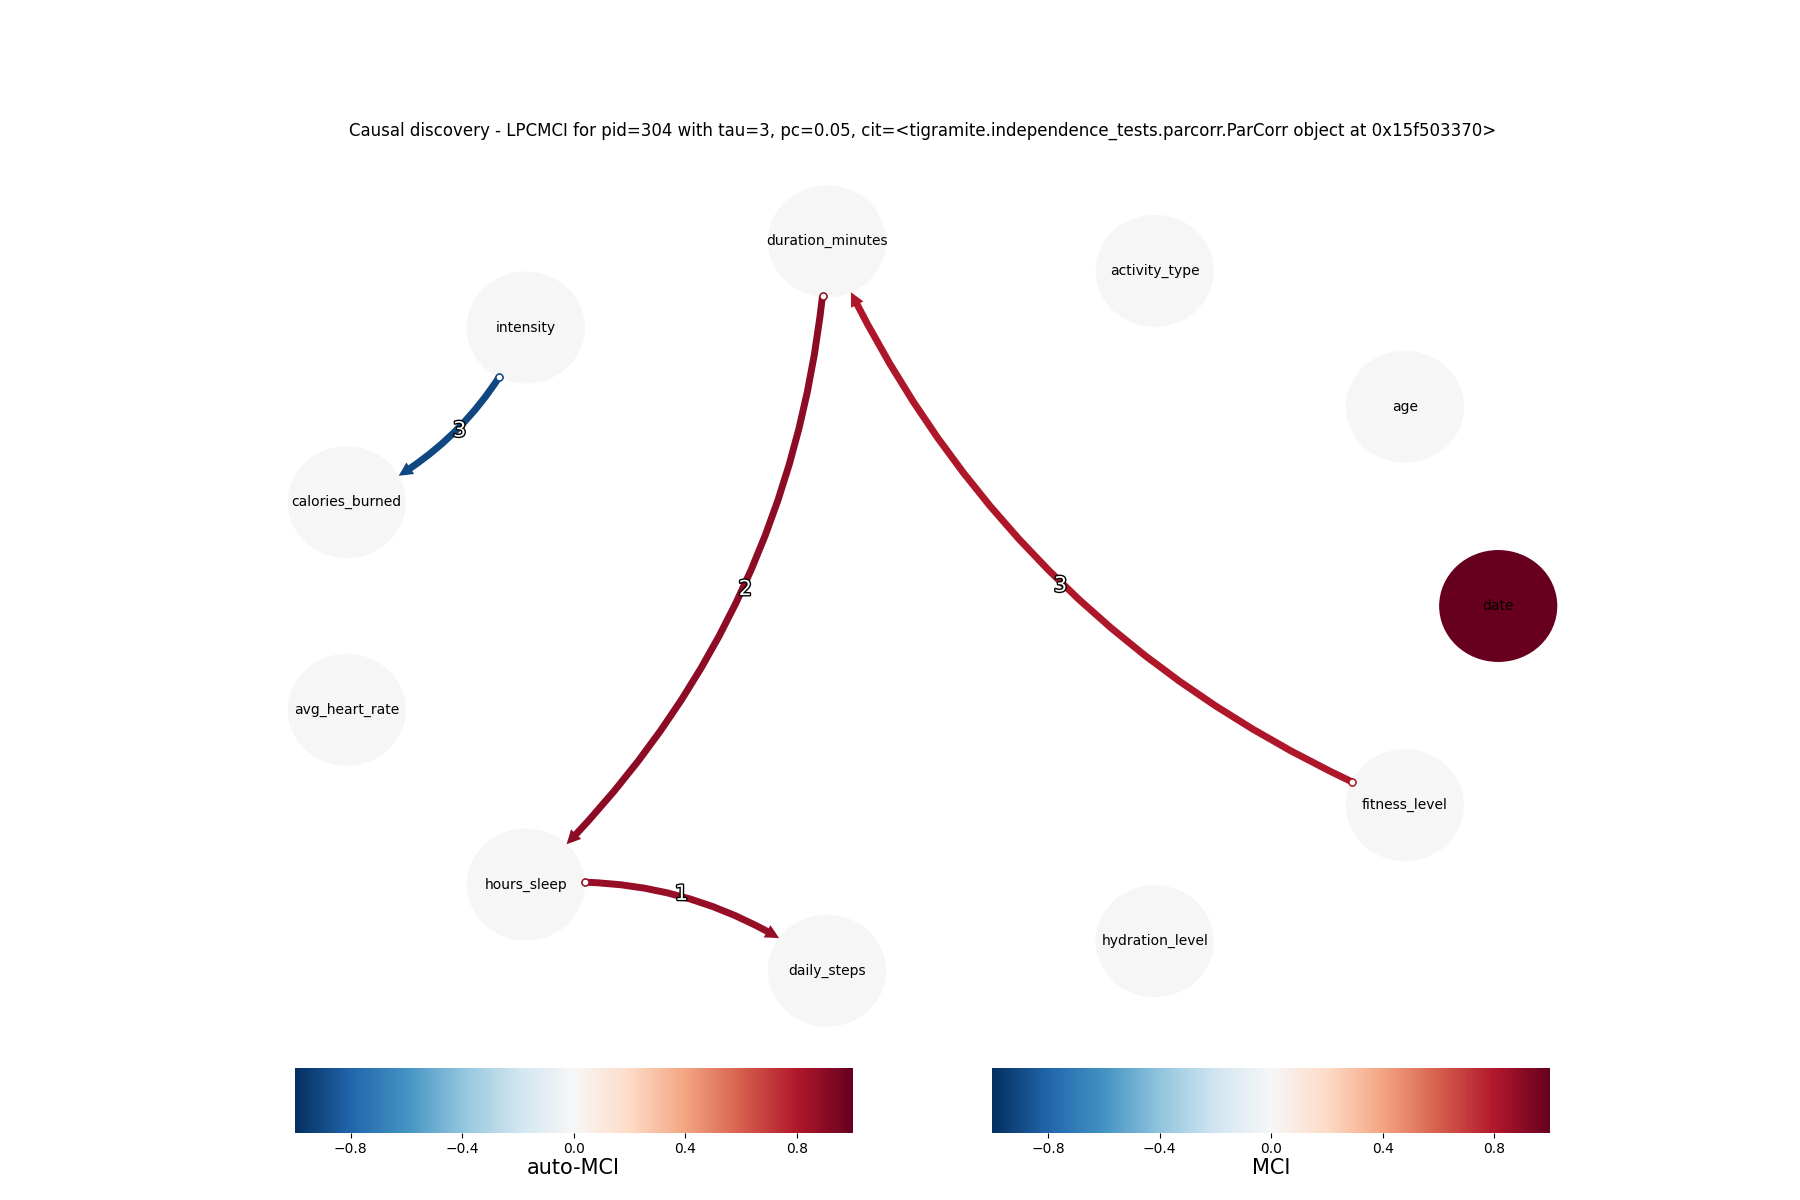 Causal discovery - LPCMCI for pid=304 with tau=3, pc=0.05, cit=<tigramite.independence_tests.parcorr.ParCorr object at 0x15f503370>
duration_minutes
activity_type
intensity
age
3
calories_burned
2
3
date
avg_heart_rate
fitness_level
hours_sleep
1
hydration_level
daily_steps
−0.8 −0.4 0.0 0.4 0.8
auto-MCI
−0.8 −0.4 0.0 0.4 0.8
MCI